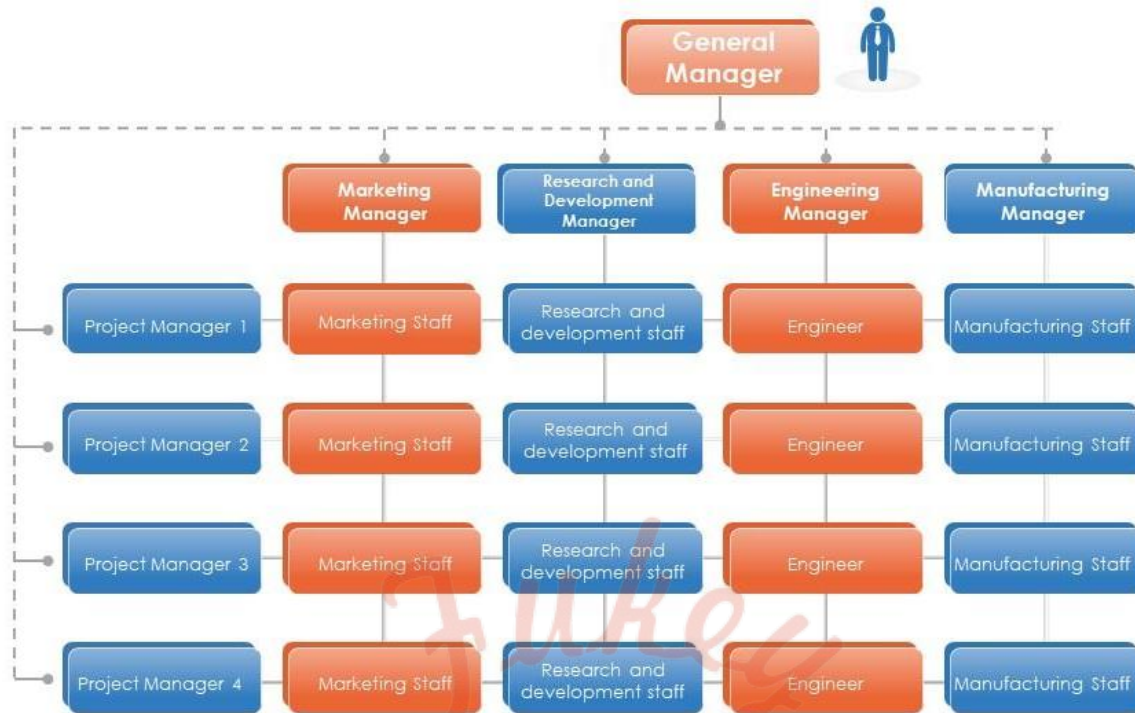 General
Manager
Marketing
Manager
Research and
Development
Manager
Engineering
Manager
Manufacturing
Manager
Project Manager 1
Marketing Staff
Research and
development staff
Engineer
Manufacturing Staff
Project Manager 2
Marketing Staff
Research and
development staff
Engineer
Manufacturing Staff
Project Manager 3
Marketing Staff
Research and
development staff
Engineer
Manufacturing Staff
Project Manager 4
Marketing Staff
Research and
development staff
Engineer
Manufacturing Staff